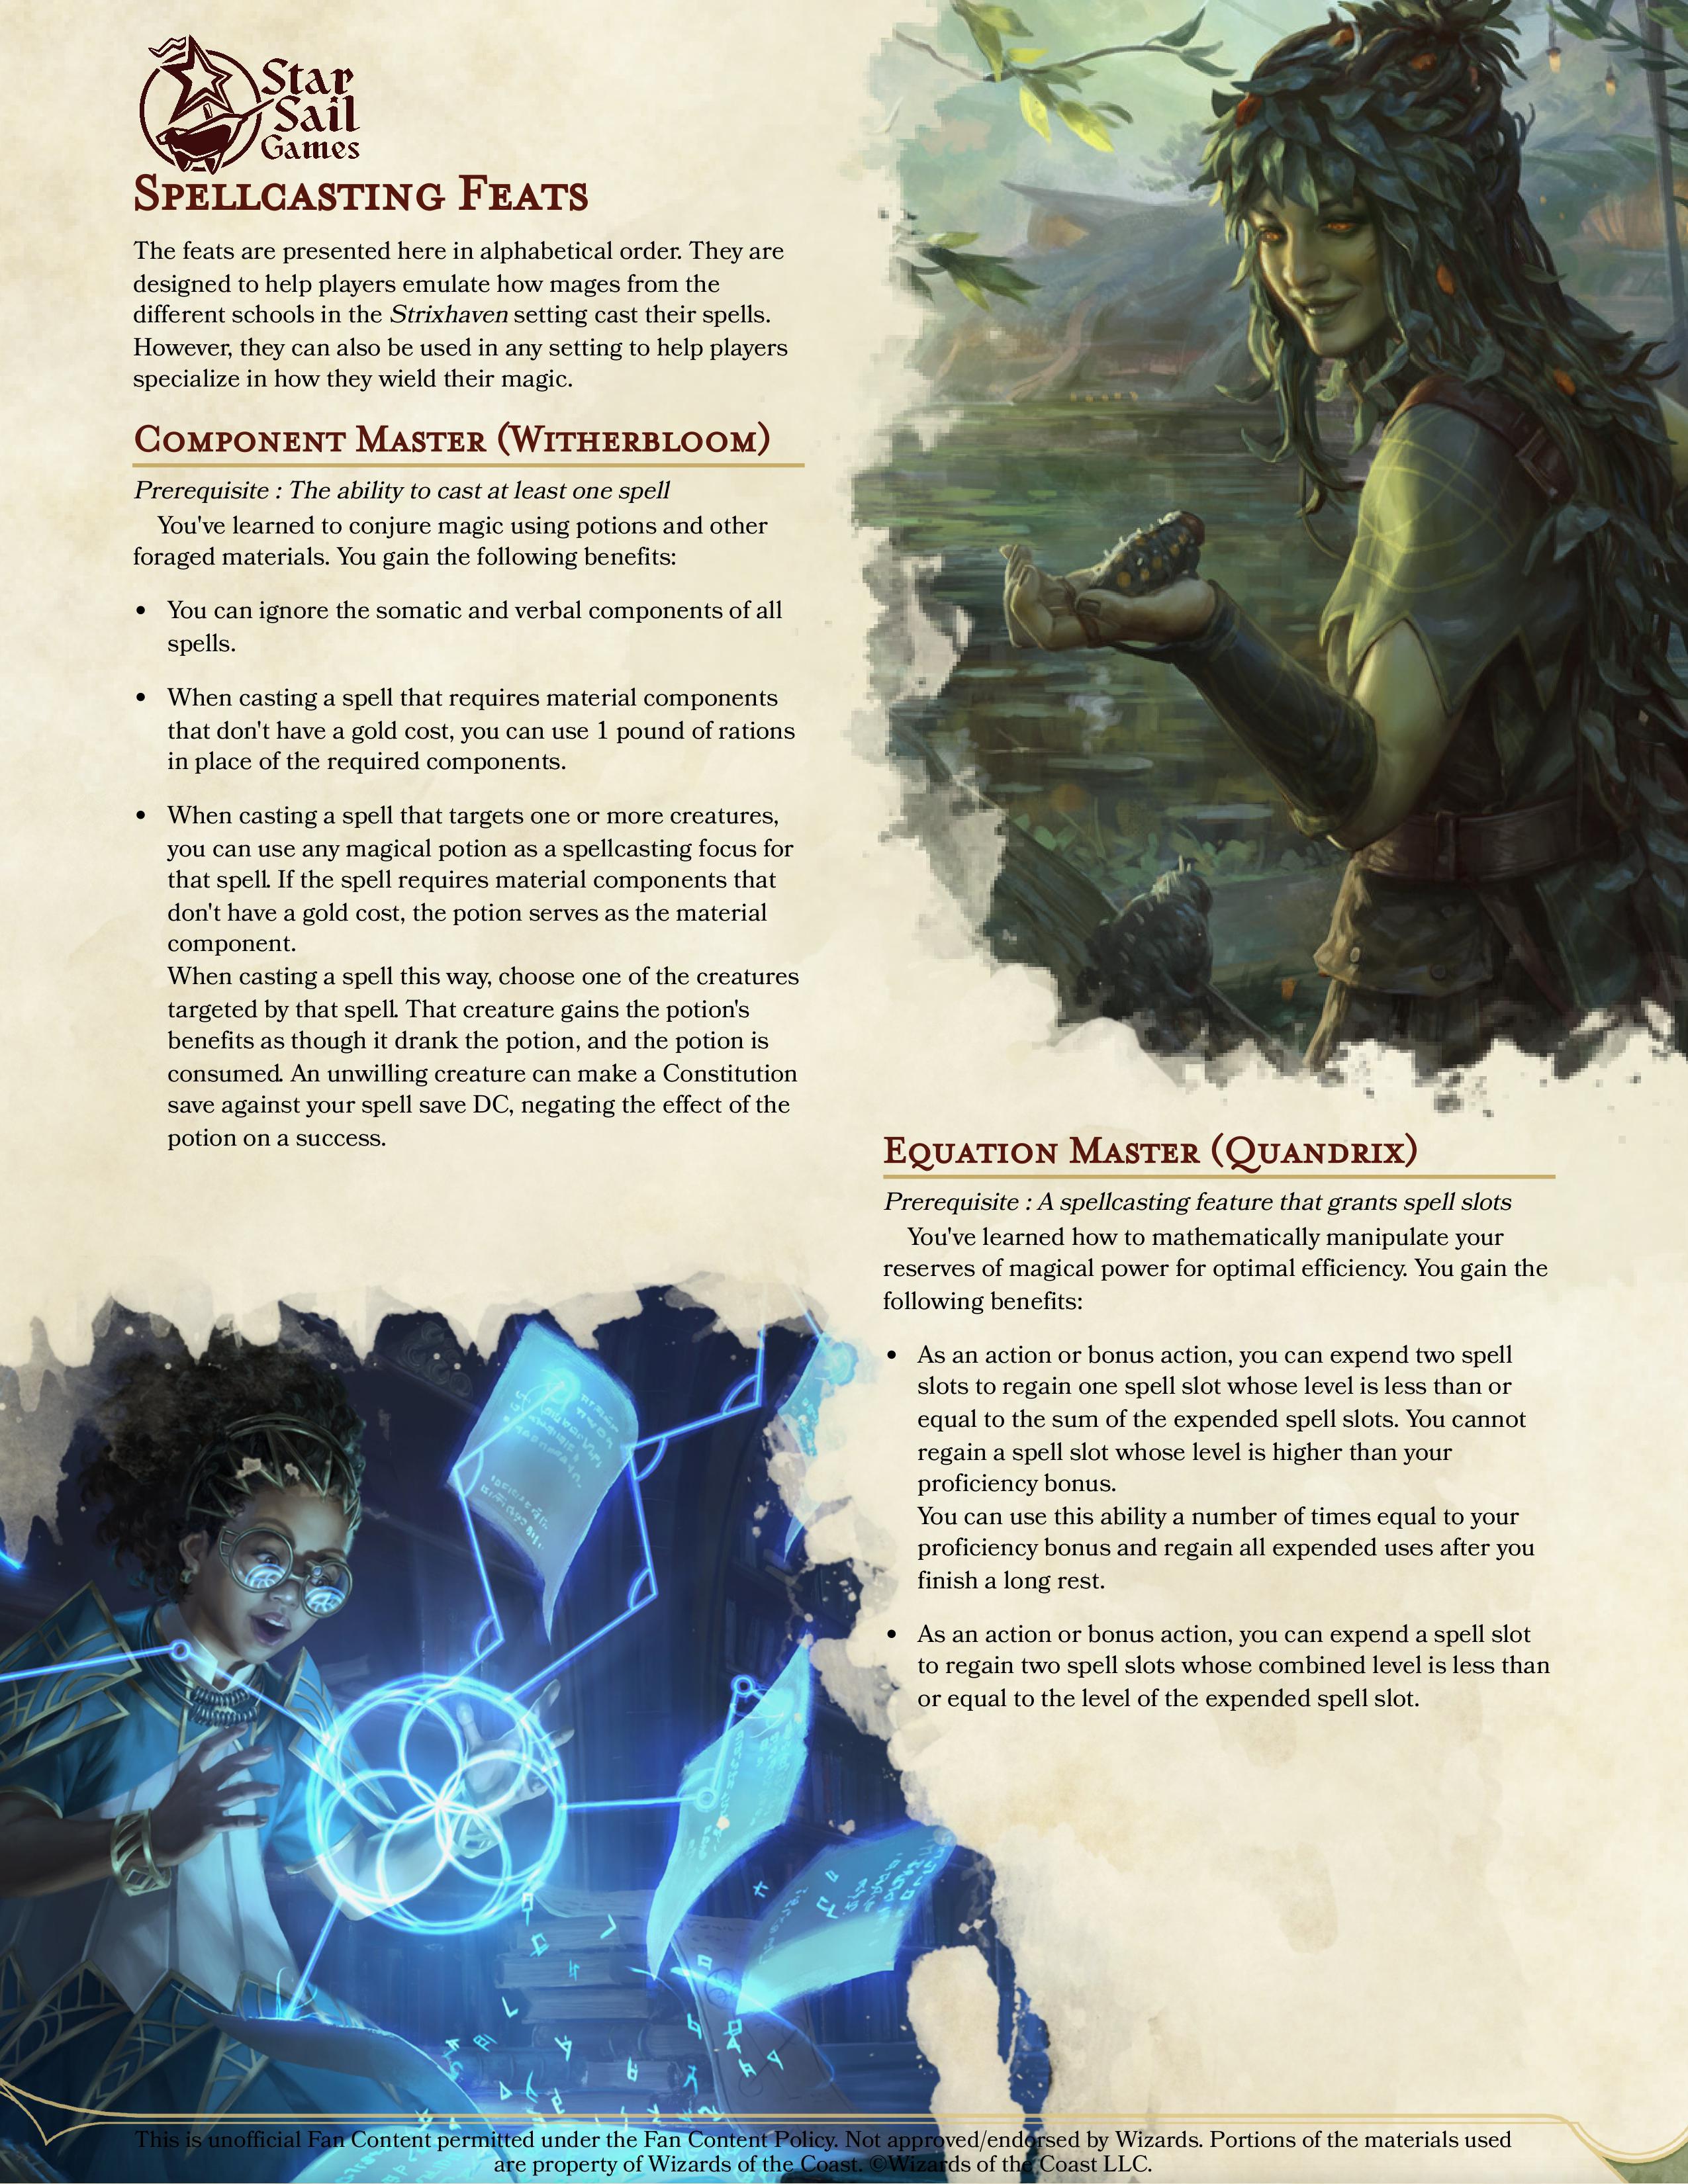 Star
Sail
Games
Spellcasting Feats
The feats are presented here in alphabetical order. They are
designed to help players emulate how mages from the
different schools in the Strixhaven setting cast their spells.
However, they can also be used in any setting to help players
specialize in how they wield their magic.
Component Master (Witherbloom)
Prerequisite : The ability to cast at least one spell
You've learned to conjure magic using potions and other
foraged materials. You gain the following benefits:
• You can ignore the somatic and verbal components of all
spells.
• When casting a spell that requires material components
that don't have a gold cost, you can use 1 pound of rations
in place of the required components.
• When casting a spell that targets one or more creatures,
you can use any magical potion as a spellcasting focus for
that spell. If the spell requires material components that
don't have a gold cost, the potion serves as the material
component.
When casting a spell this way, choose one of the creatures
targeted by that spell. That creature gains the potion's
benefits as though it drank the potion, and the potion is
consumed. An unwilling creature can make a Constitution
save against your spell save DC, negating the effect of the
potion on a success.
Equation Master (Quandrix)
Prerequisite : A spellcasting feature that grants spell slots
You've learned how to mathematically manipulate your
reserves of magical power for optimal efficiency. You gain the
following benefits:
• As an action or bonus action, you can expend two spell
slots to regain one spell slot whose level is less than or
equal to the sum of the expended spell slots. You cannot
regain a spell slot whose level is higher than your
proficiency bonus.
You can use this ability a number of times equal to your
proficiency bonus and regain all expended uses after you
finish a long rest.
• As an action or bonus action, you can expend a spell slot
to regain two spell slots whose combined level is less than
or equal to the level of the expended spell slot.
This is unofficial Fan Content permitted under the Fan Content Policy. Not approved/endorsed by Wizards. Portions of the materials used
are property of Wizards of the Coast. ©Wizards of the Coast LLC.